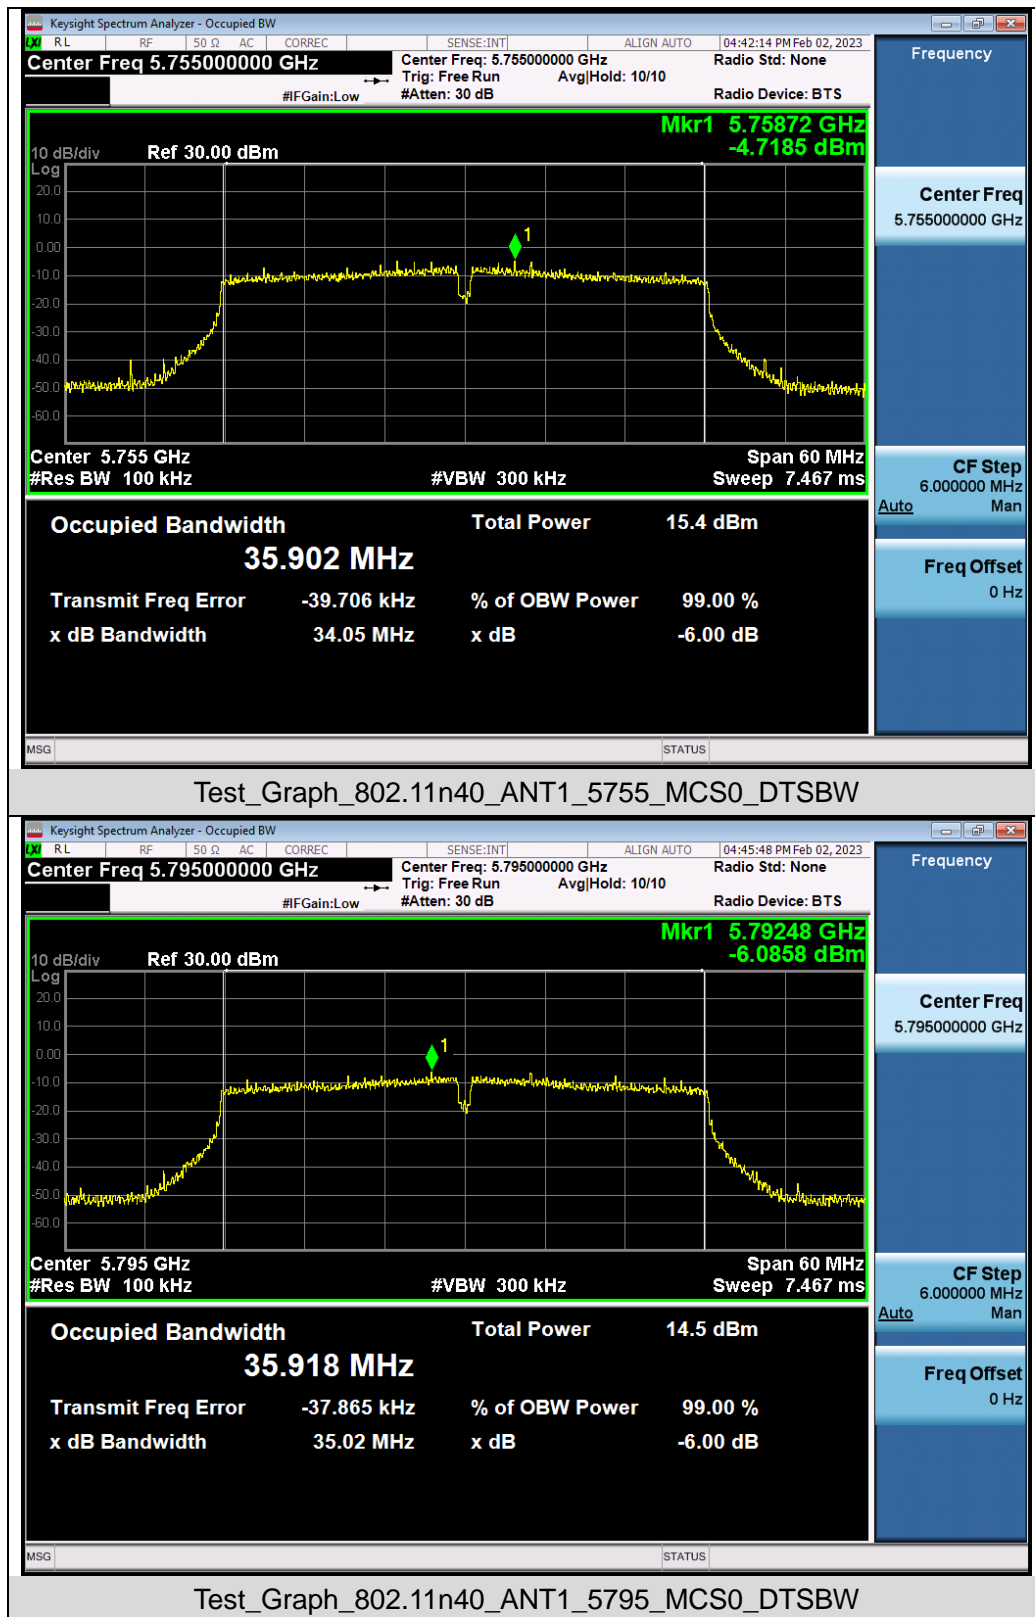 Keysight Spectrum Analyzer - Occupied BW
LXI RL RF 50 Ω AC CORREC SENSE:INT ALIGN AUTO 04:42:14 PM Feb 02, 2023
Center Freq 5.755000000 GHz
Center Freq: 5.755000000 GHz
Radio Std: None
Trig: Free Run Avg|Hold: 10/10
#IFGain:Low #Atten: 30 dB Radio Device: BTS
Frequency
Mkr1 5.75872 GHz
-4.7185 dBm
10 dB/div Ref 30.00 dBm
Log
20.0
10.0
0.00
-10.0
-20.0
-30.0
-40.0
-50.0
-60.0
1
Center 5.755 GHz Span 60 MHz
#Res BW 100 kHz #VBW 300 kHz Sweep 7.467 ms
Center Freq
5.755000000 GHz
CF Step
6.000000 MHz
Auto Man
Freq Offset
0 Hz
Occupied Bandwidth Total Power 15.4 dBm
35.902 MHz
Transmit Freq Error -39.706 kHz % of OBW Power 99.00 %
x dB Bandwidth 34.05 MHz x dB -6.00 dB
MSG STATUS
Test_Graph_802.11n40_ANT1_5755_MCS0_DTSBW
Keysight Spectrum Analyzer - Occupied BW
LXI RL RF 50 Ω AC CORREC SENSE:INT ALIGN AUTO 04:45:48 PM Feb 02, 2023
Center Freq 5.795000000 GHz
Center Freq: 5.795000000 GHz
Radio Std: None
Trig: Free Run Avg|Hold: 10/10
#IFGain:Low #Atten: 30 dB Radio Device: BTS
Frequency
Mkr1 5.79248 GHz
-6.0858 dBm
10 dB/div Ref 30.00 dBm
Log
20.0
10.0
0.00
-10.0
-20.0
-30.0
-40.0
-50.0
-60.0
1
Center 5.795 GHz Span 60 MHz
#Res BW 100 kHz #VBW 300 kHz Sweep 7.467 ms
Center Freq
5.795000000 GHz
CF Step
6.000000 MHz
Auto Man
Freq Offset
0 Hz
Occupied Bandwidth Total Power 14.5 dBm
35.918 MHz
Transmit Freq Error -37.865 kHz % of OBW Power 99.00 %
x dB Bandwidth 35.02 MHz x dB -6.00 dB
MSG STATUS
Test_Graph_802.11n40_ANT1_5795_MCS0_DTSBW